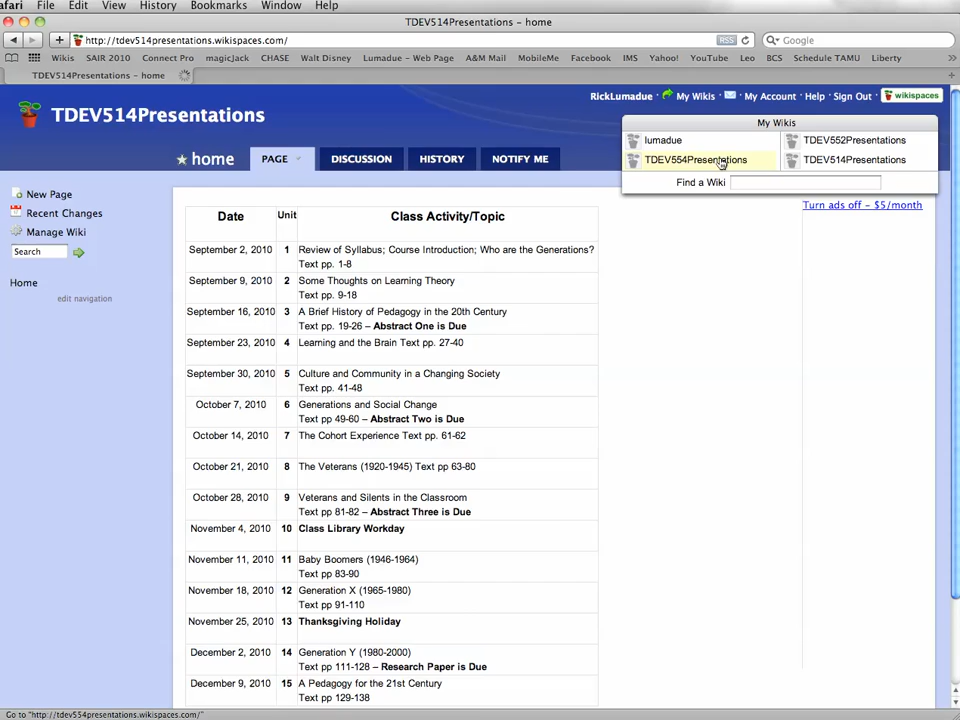 afari File Edit View History Bookmarks Window Help
TDEV514Presentations - home
http://tdev514presentations.wikispaces.com/ RSS Google
Wikis SAIR 2010 Connect Pro magicJack CHASE Walt Disney Lumadue - Web Page A&M Mail MobileMe Facebook IMS Yahoo! YouTube Leo BCS Schedule TAMU Liberty
TDEV514Presentations - home
RickLumadue · My Wikis · My Account · Help · Sign Out · wikispaces
TDEV514Presentations
My Wikis
lumadue TDEV552Presentations
TDEV554Presentations TDEV514Presentations
Find a Wiki
home PAGE DISCUSSION HISTORY NOTIFY ME
New Page
Recent Changes
Manage Wiki
Search
Home
edit navigation
Turn ads off - $5/month
Date Unit Class Activity/Topic
September 2, 2010 1 Review of Syllabus; Course Introduction; Who are the Generations?
Text pp. 1-8
September 9, 2010 2 Some Thoughts on Learning Theory
Text pp. 9-18
September 16, 2010 3 A Brief History of Pedagogy in the 20th Century
Text pp. 19-26 – Abstract One is Due
September 23, 2010 4 Learning and the Brain Text pp. 27-40
September 30, 2010 5 Culture and Community in a Changing Society
Text pp. 41-48
October 7, 2010 6 Generations and Social Change
Text pp 49-60 – Abstract Two is Due
October 14, 2010 7 The Cohort Experience Text pp. 61-62
October 21, 2010 8 The Veterans (1920-1945) Text pp 63-80
October 28, 2010 9 Veterans and Silents in the Classroom
Text pp 81-82 – Abstract Three is Due
November 4, 2010 10 Class Library Workday
November 11, 2010 11 Baby Boomers (1946-1964)
Text pp 83-90
November 18, 2010 12 Generation X (1965-1980)
Text pp 91-110
November 25, 2010 13 Thanksgiving Holiday
December 2, 2010 14 Generation Y (1980-2000)
Text pp 111-128 – Research Paper is Due
December 9, 2010 15 A Pedagogy for the 21st Century
Text pp 129-138
Go to "http://tdev554presentations.wikispaces.com/"